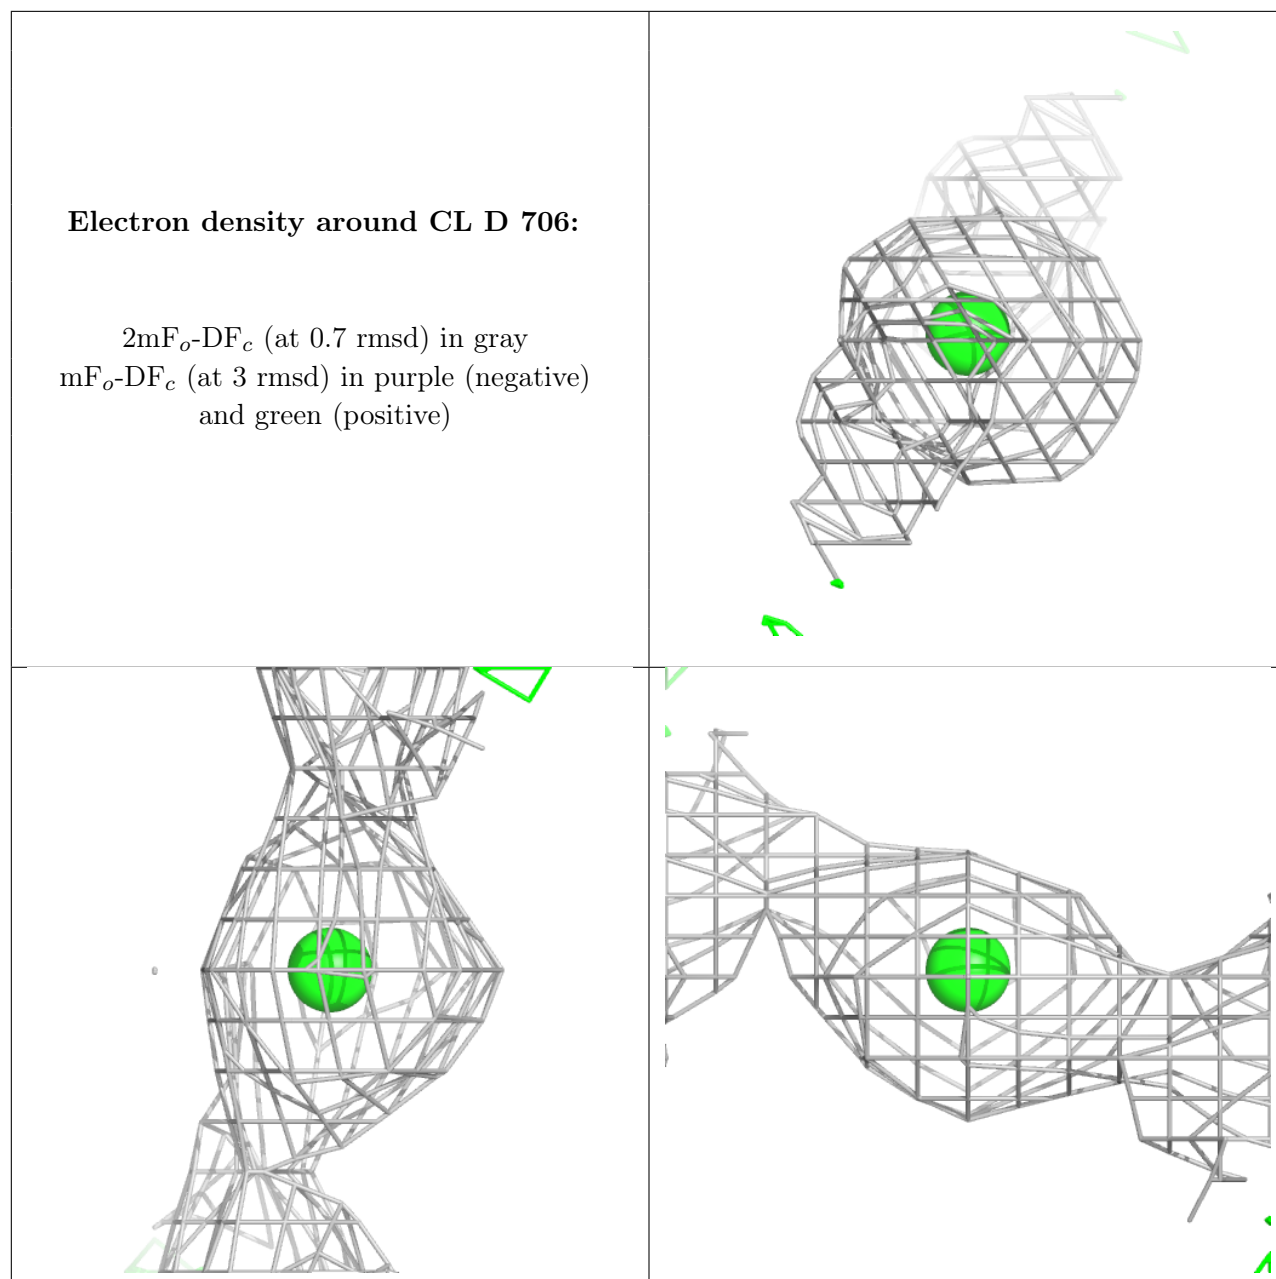 Electron density around CL D 706:
2mFo-DFc (at 0.7 rmsd) in gray
mFo-DFc (at 3 rmsd) in purple (negative)
and green (positive)